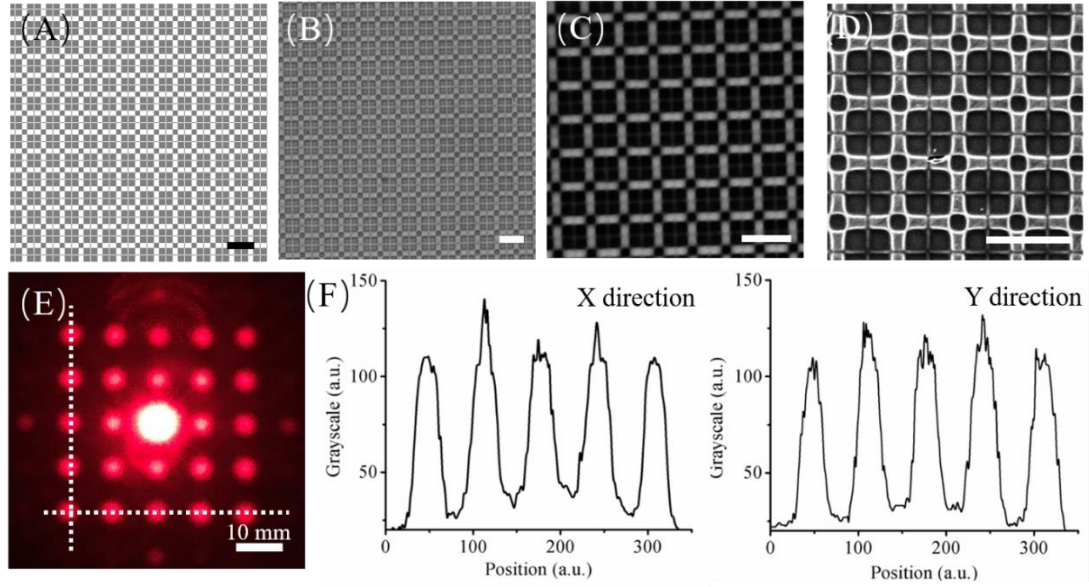 (A)
(B)
(C)
(D)
(E)
10 mm
(F)
X direction
150
100
50
Grayscale (a.u.)
0
100
200
300
Position (a.u.)
Y direction
150
100
50
Grayscale (a.u.)
0
100
200
300
Position (a.u.)